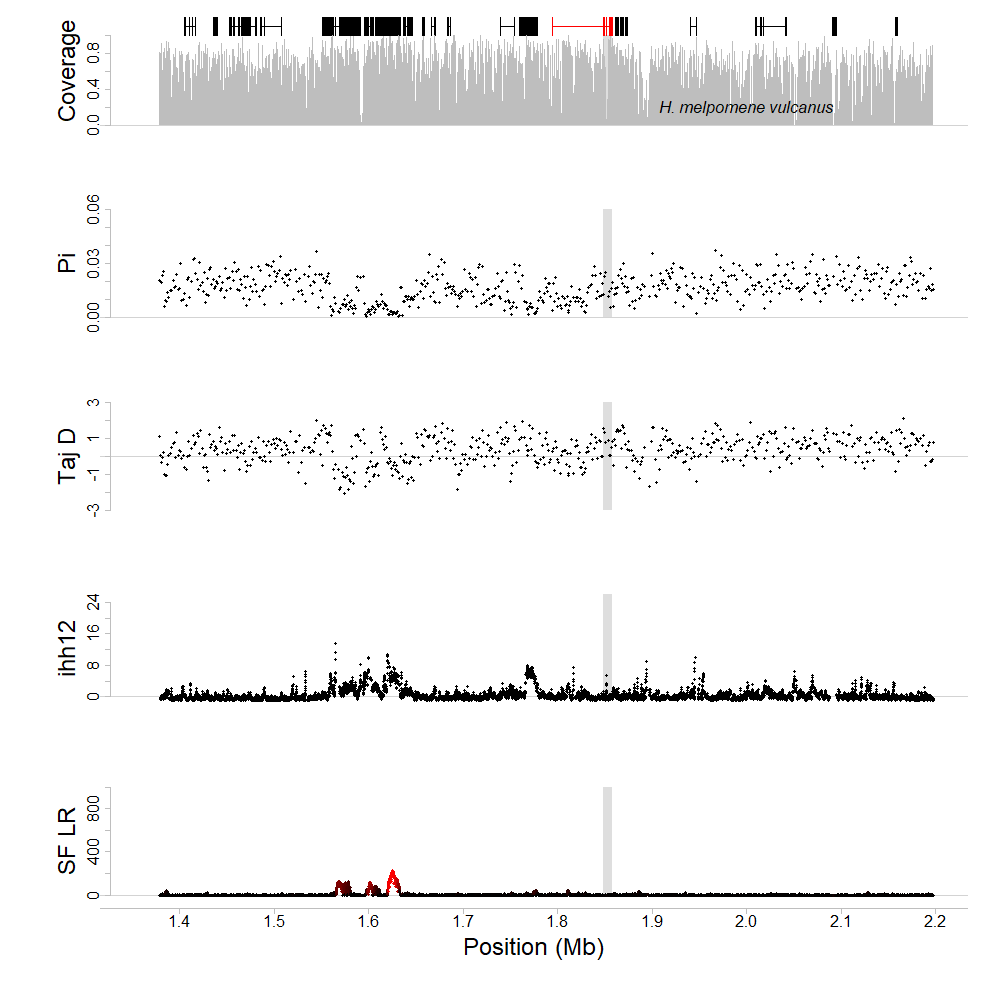 Coverage
0.0 0.4 0.8
H. melpomene vulcanus
Pi
0.00 0.03 0.06
Taj D
-3 -1 1 3
ihh12
0 8 16 24
SF LR
0 400 800
1.4 1.5 1.6 1.7 1.8 1.9 2.0 2.1 2.2
Position (Mb)